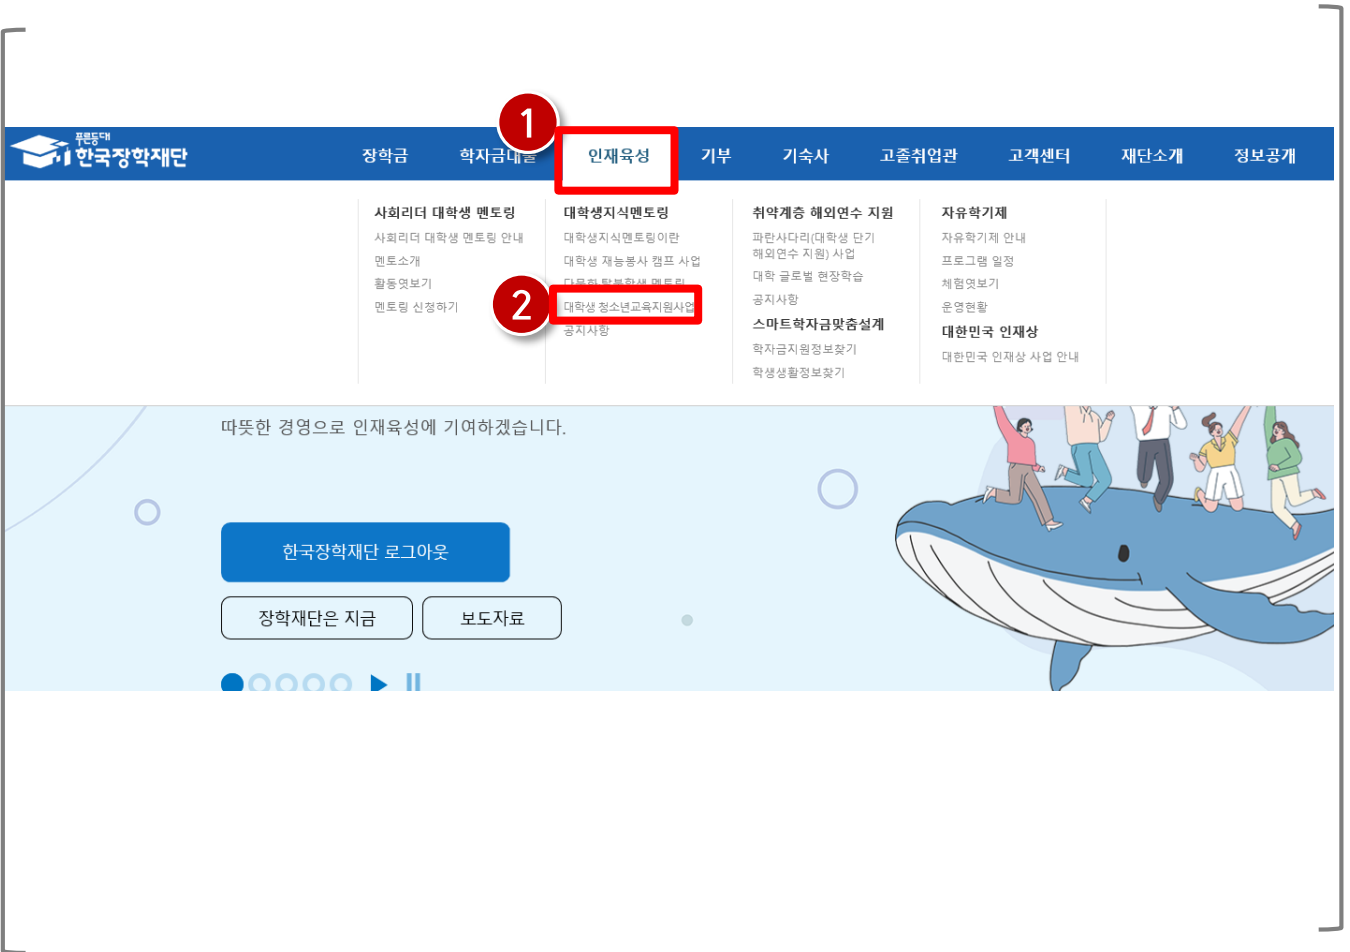 1
푸른등대
한국장학재단
장학금 학자금대출 인재육성 기부 기숙사 고졸취업관 고객센터 재단소개 정보공개
사회리더 대학생 멘토링
사회리더 대학생 멘토링 안내
멘토소개
활동엿보기
멘토링 신청하기
대학생지식멘토링
대학생지식멘토링이란
대학생 재능봉사 캠프 사업
다문화·탈북학생 멘토링
2
대학생 청소년교육지원사업
공지사항
취약계층 해외연수 지원
파란사다리(대학생 단기
해외연수 지원) 사업
대학 글로벌 현장학습
공지사항
스마트학자금맞춤설계
학자금지원정보찾기
학생생활정보찾기
자유학기제
자유학기제 안내
프로그램 일정
체험엿보기
운영현황
대한민국 인재상
대한민국 인재상 사업 안내
따뜻한 경영으로 인재육성에 기여하겠습니다.
한국장학재단 로그아웃
장학재단은 지금
보도자료